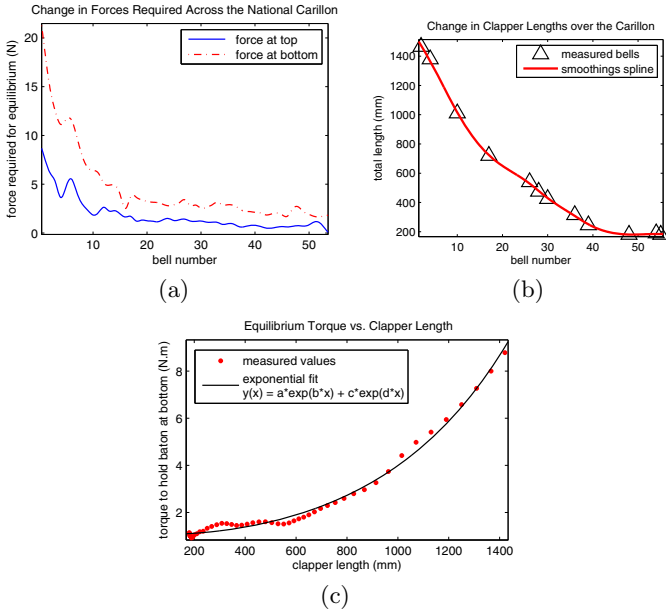 Change in Forces Required Across the National Carillon
force required for equilibrium (N)
20
15
10
5
0
force at top
force at bottom
10 20 30 40 50
bell number
(a)
Change in Clapper Lengths over the Carillon
total length (mm)
1400
1200
1000
800
600
400
200
measured bells
smoothings spline
10 20 30 40 50
bell number
(b)
Equilibrium Torque vs. Clapper Length
torque to hold baton at bottom (N.m)
8
6
4
2
measured values
exponential fit
y(x) = a*exp(b*x) + c*exp(d*x)
200 400 600 800 1000 1200 1400
clapper length (mm)
(c)